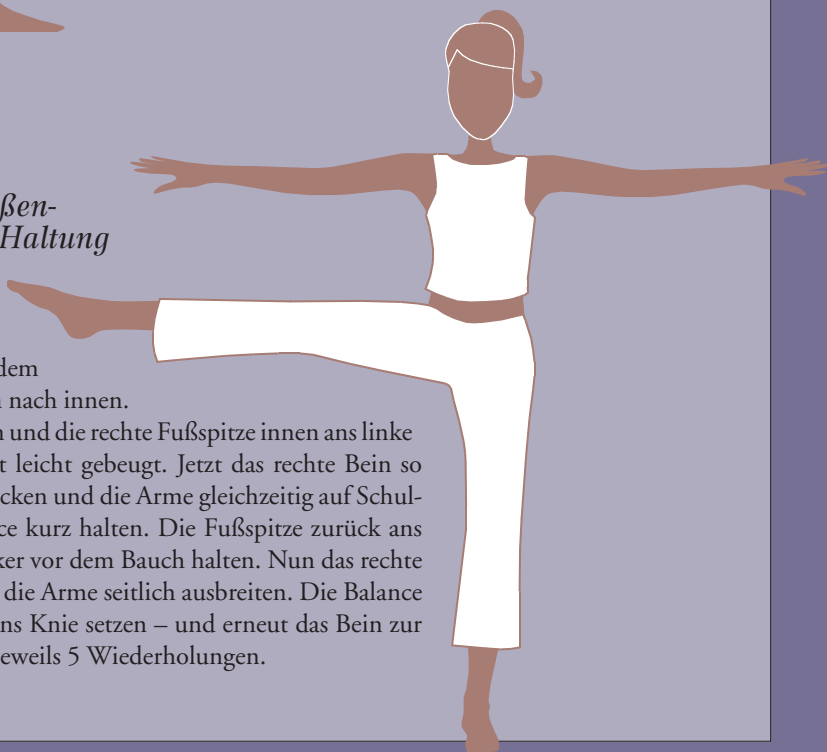 ßen-
Haltung
dem
n nach innen.
n und die rechte Fußspitze innen ans linke
t leicht gebeugt. Jetzt das rechte Bein so
cken und die Arme gleichzeitig auf Schul-
ce kurz halten. Die Fußspitze zurück ans
ker vor dem Bauch halten. Nun das rechte
die Arme seitlich ausbreiten. Die Balance
ns Knie setzen – und erneut das Bein zur
eweils 5 Wiederholungen.